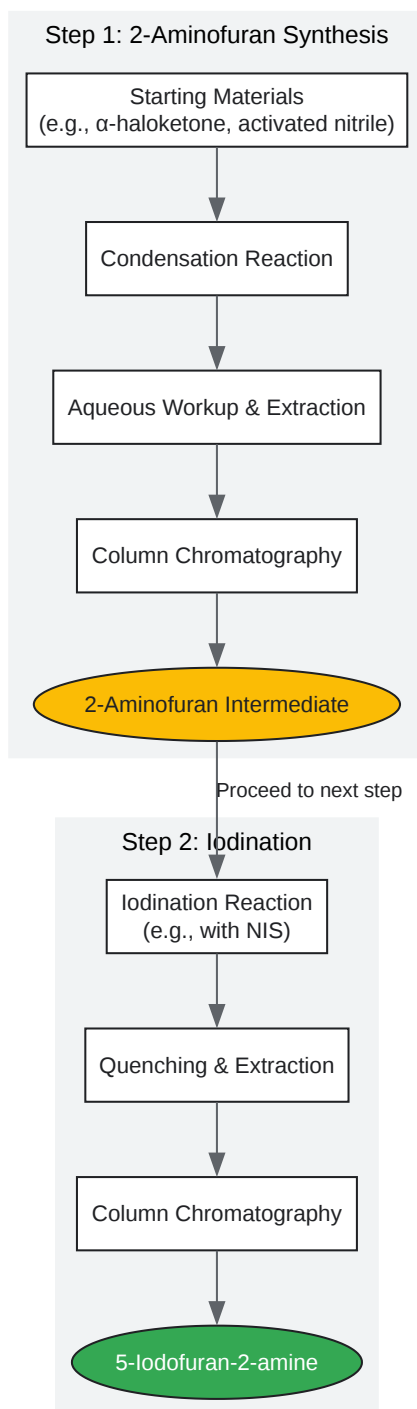 Step 1: 2-Aminofuran Synthesis
Starting Materials
(e.g., α-haloketone, activated nitrile)
Condensation Reaction
Aqueous Workup & Extraction
Column Chromatography
2-Aminofuran Intermediate
Proceed to next step
Step 2: Iodination
Iodination Reaction
(e.g., with NIS)
Quenching & Extraction
Column Chromatography
5-Iodofuran-2-amine